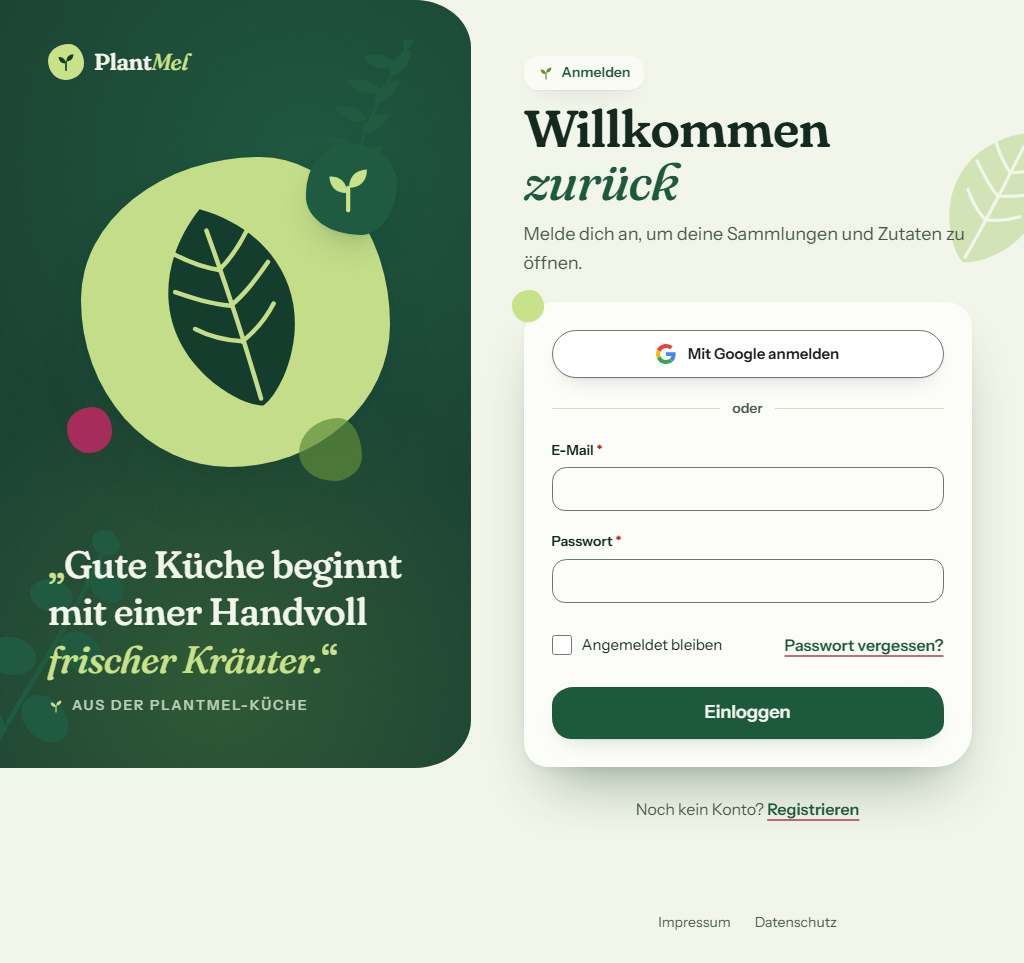 PlantMel
„Gute Küche beginnt
mit einer Handvoll
frischer Kräuter.“
AUS DER PLANTMEL-KÜCHE
Anmelden
Willkommen
zurück
Melde dich an, um deine Sammlungen und Zutaten zu
öffnen.
Mit Google anmelden
oder
E-Mail *
Passwort *
Angemeldet bleiben
Passwort vergessen?
Einloggen
Noch kein Konto? Registrieren
Impressum
Datenschutz